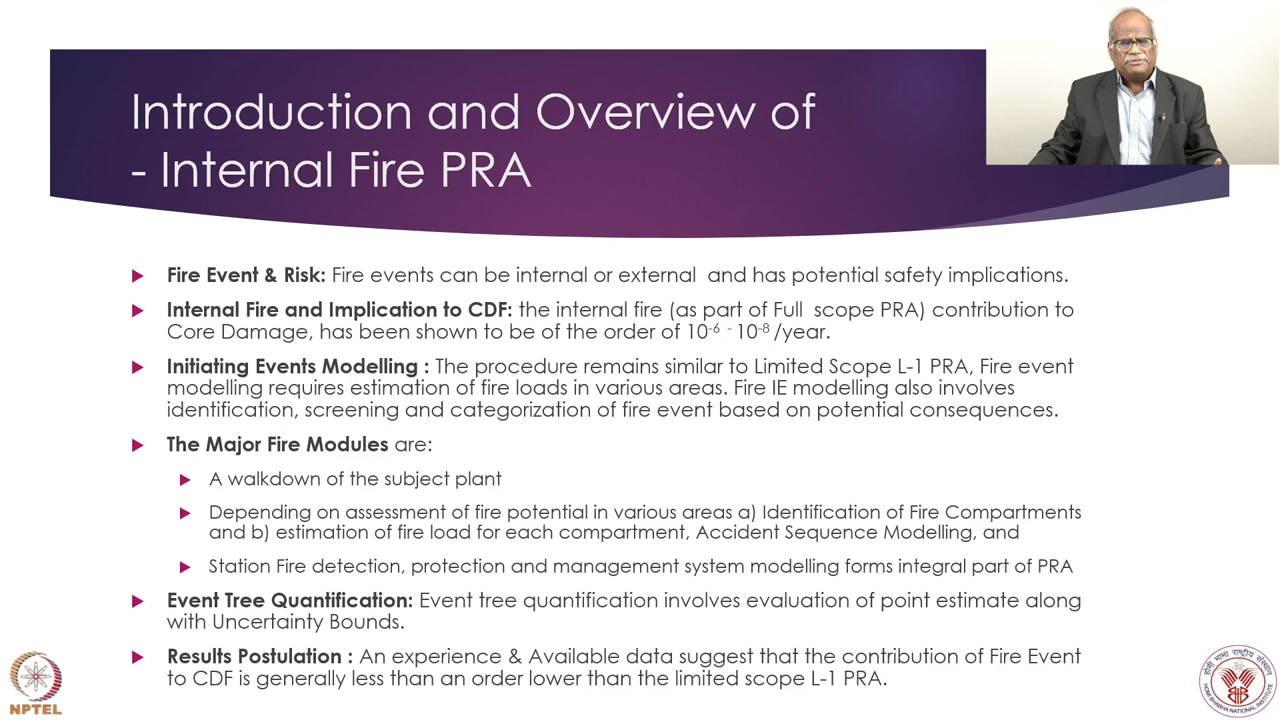 Introduction and Overview of
- Internal Fire PRA
Fire Event & Risk: Fire events can be internal or external and has potential safety implications.
Internal Fire and Implication to CDF: the internal fire (as part of Full scope PRA) contribution to
Core Damage, has been shown to be of the order of 10-6 - 10-8 /year.
Initiating Events Modelling : The procedure remains similar to Limited Scope L-1 PRA, Fire event
modelling requires estimation of fire loads in various areas. Fire IE modelling also involves
identification, screening and categorization of fire event based on potential consequences.
The Major Fire Modules are:
A walkdown of the subject plant
Depending on assessment of fire potential in various areas a) Identification of Fire Compartments
and b) estimation of fire load for each compartment, Accident Sequence Modelling, and
Station Fire detection, protection and management system modelling forms integral part of PRA
Event Tree Quantification: Event tree quantification involves evaluation of point estimate along
with Uncertainty Bounds.
Results Postulation : An experience & Available data suggest that the contribution of Fire Event
to CDF is generally less than an order lower than the limited scope L-1 PRA.
NPTEL
होमी भाभा राष्ट्रीय संस्थान
HOMI BHABHA NATIONAL INSTITUTE